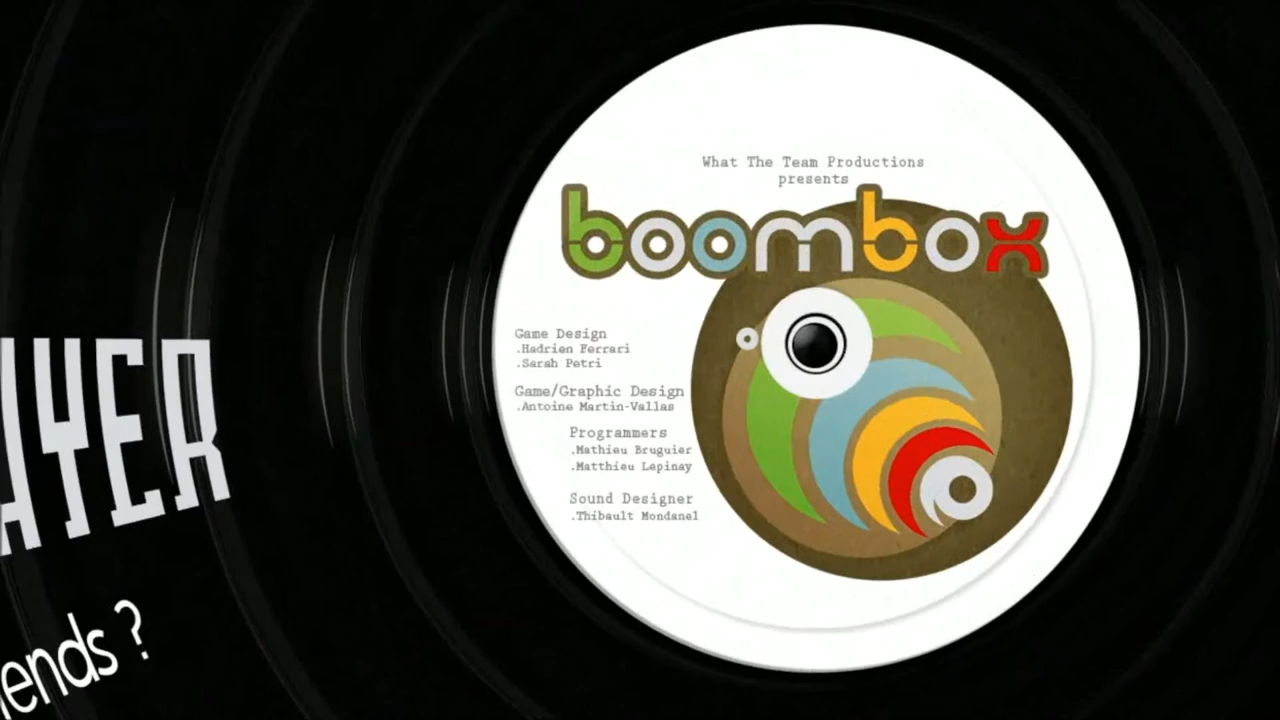 What The Team Productions
presents
boombox
Game Design
.Hadrien Ferrari
.Sarah Petri
Game/Graphic Design
.Antoine Martin-Vallas
Programmers
.Mathieu Bruguier
.Matthieu Lepinay
Sound Designer
.Thibault Mondanel
AYER
iends ?